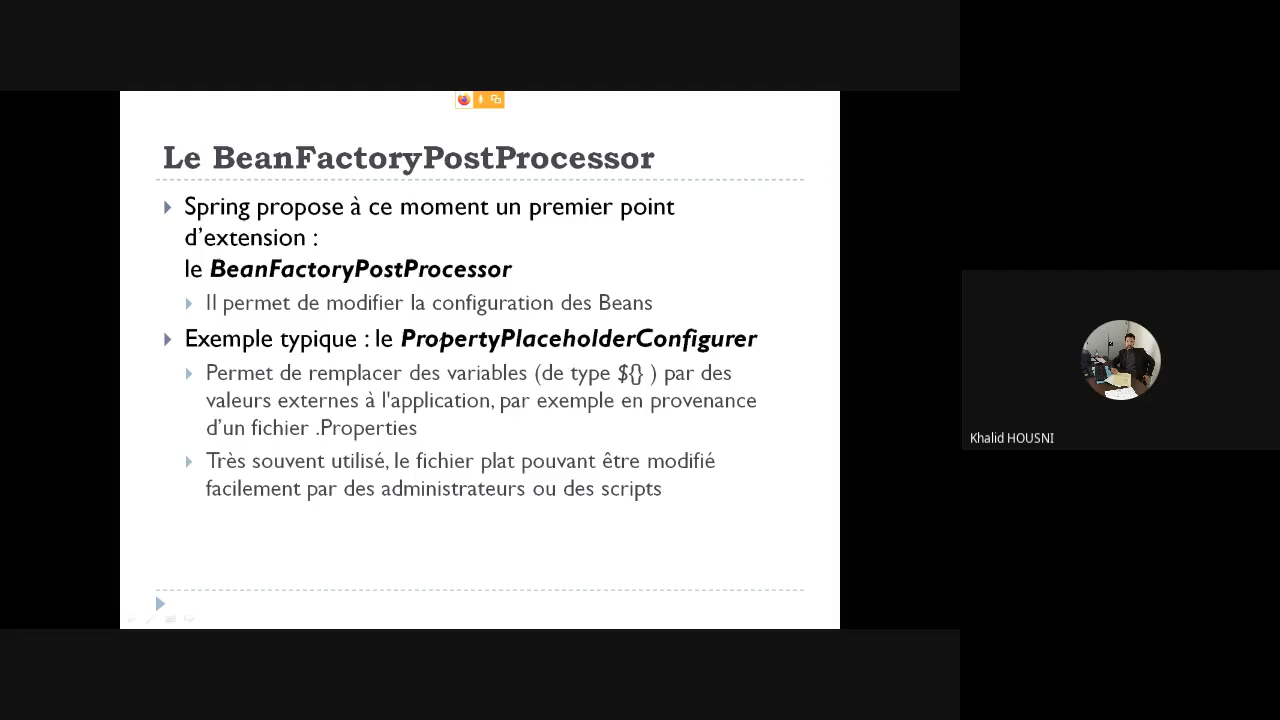 Le BeanFactoryPostProcessor
Spring propose à ce moment un premier point
d’extension :
le BeanFactoryPostProcessor
Il permet de modifier la configuration des Beans
Exemple typique : le PropertyPlaceholderConfigurer
Permet de remplacer des variables (de type ${} ) par des
valeurs externes à l'application, par exemple en provenance
d’un fichier .Properties
Très souvent utilisé, le fichier plat pouvant être modifié
facilement par des administrateurs ou des scripts
Khalid HOUSNI